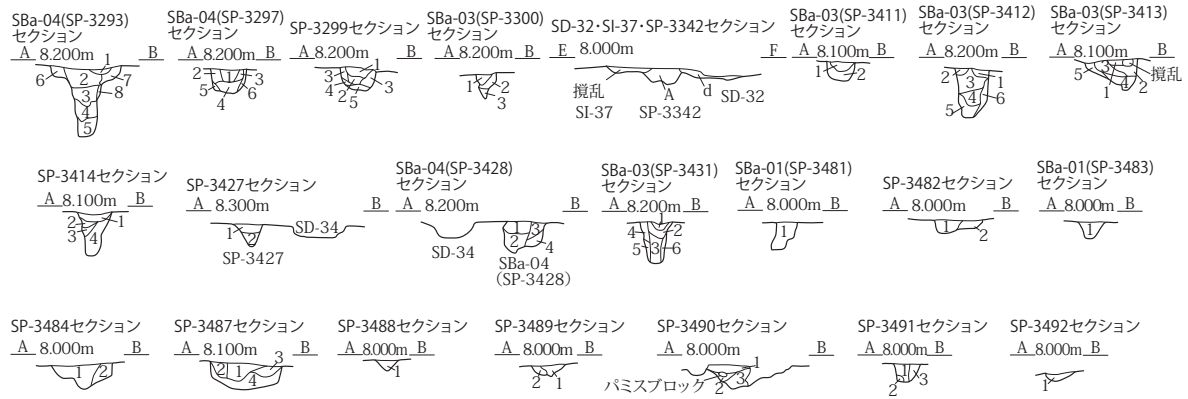 SBa-04(SP-3293)
セクション
A 8.200m B
1
6 2 7
3 8
4
5
SBa-04(SP-3297)
セクション
A 8.200m B
2 1 3
5 6
4
SP-3299セクション
A 8.200m B
1
3
4 3
2 5
SBa-03(SP-3300)
セクション
A 8.200m B
1
2
3
SD-32・SI-37・SP-3342セクション
E 8.000m F
撹乱 A d SD-32
SI-37 SP-3342
SBa-03(SP-3411)
セクション
A 8.100m B
1 2
SBa-03(SP-3412)
セクション
A 8.200m B
2 3 1
4 6
5
SBa-03(SP-3413)
セクション
A 8.100m B
3
5 撹乱
1 4 2
SP-3414セクション
A 8.100m B
2 1
3 4
SP-3427セクション
A 8.300m B
1 2 SD-34
SP-3427
SBa-04(SP-3428)
セクション
A 8.200m B
1 3
2 4
SD-34 SBa-04
(SP-3428)
SBa-03(SP-3431)
セクション
A 8.200m B
1
4 2
5 3 6
SBa-01(SP-3481)
セクション
A 8.000m B
1
SP-3482セクション
A 8.000m B
1 2
SBa-01(SP-3483)
セクション
A 8.000m B
1
SP-3484セクション
A 8.000m B
1 2
SP-3487セクション
A 8.100m B
3
2 1
4
SP-3488セクション
A 8.000m B
1
SP-3489セクション
A 8.000m B
2 1
SP-3490セクション
A 8.000m B
1
3
パミスブロック 2
SP-3491セクション
A 8.000m B
1
2 3
SP-3492セクション
A 8.000m B
1